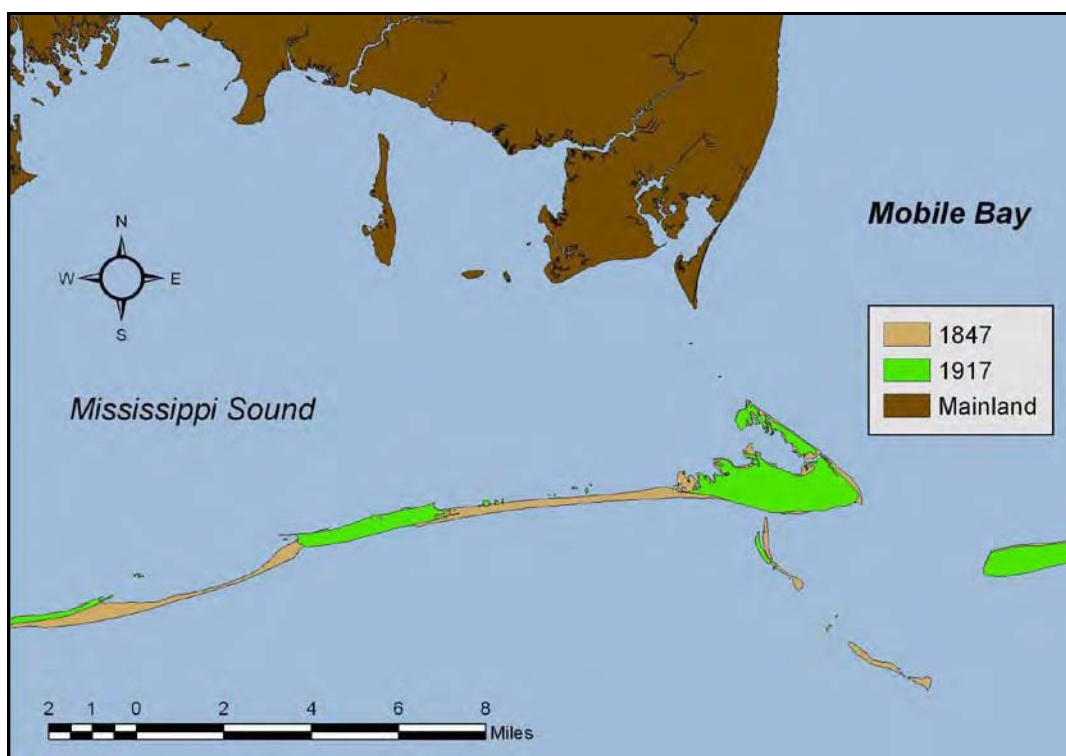 N
W E
S
Mobile Bay
1847
1917
Mainland
Mississippi Sound
2 1 0 2 4 6 8
Miles